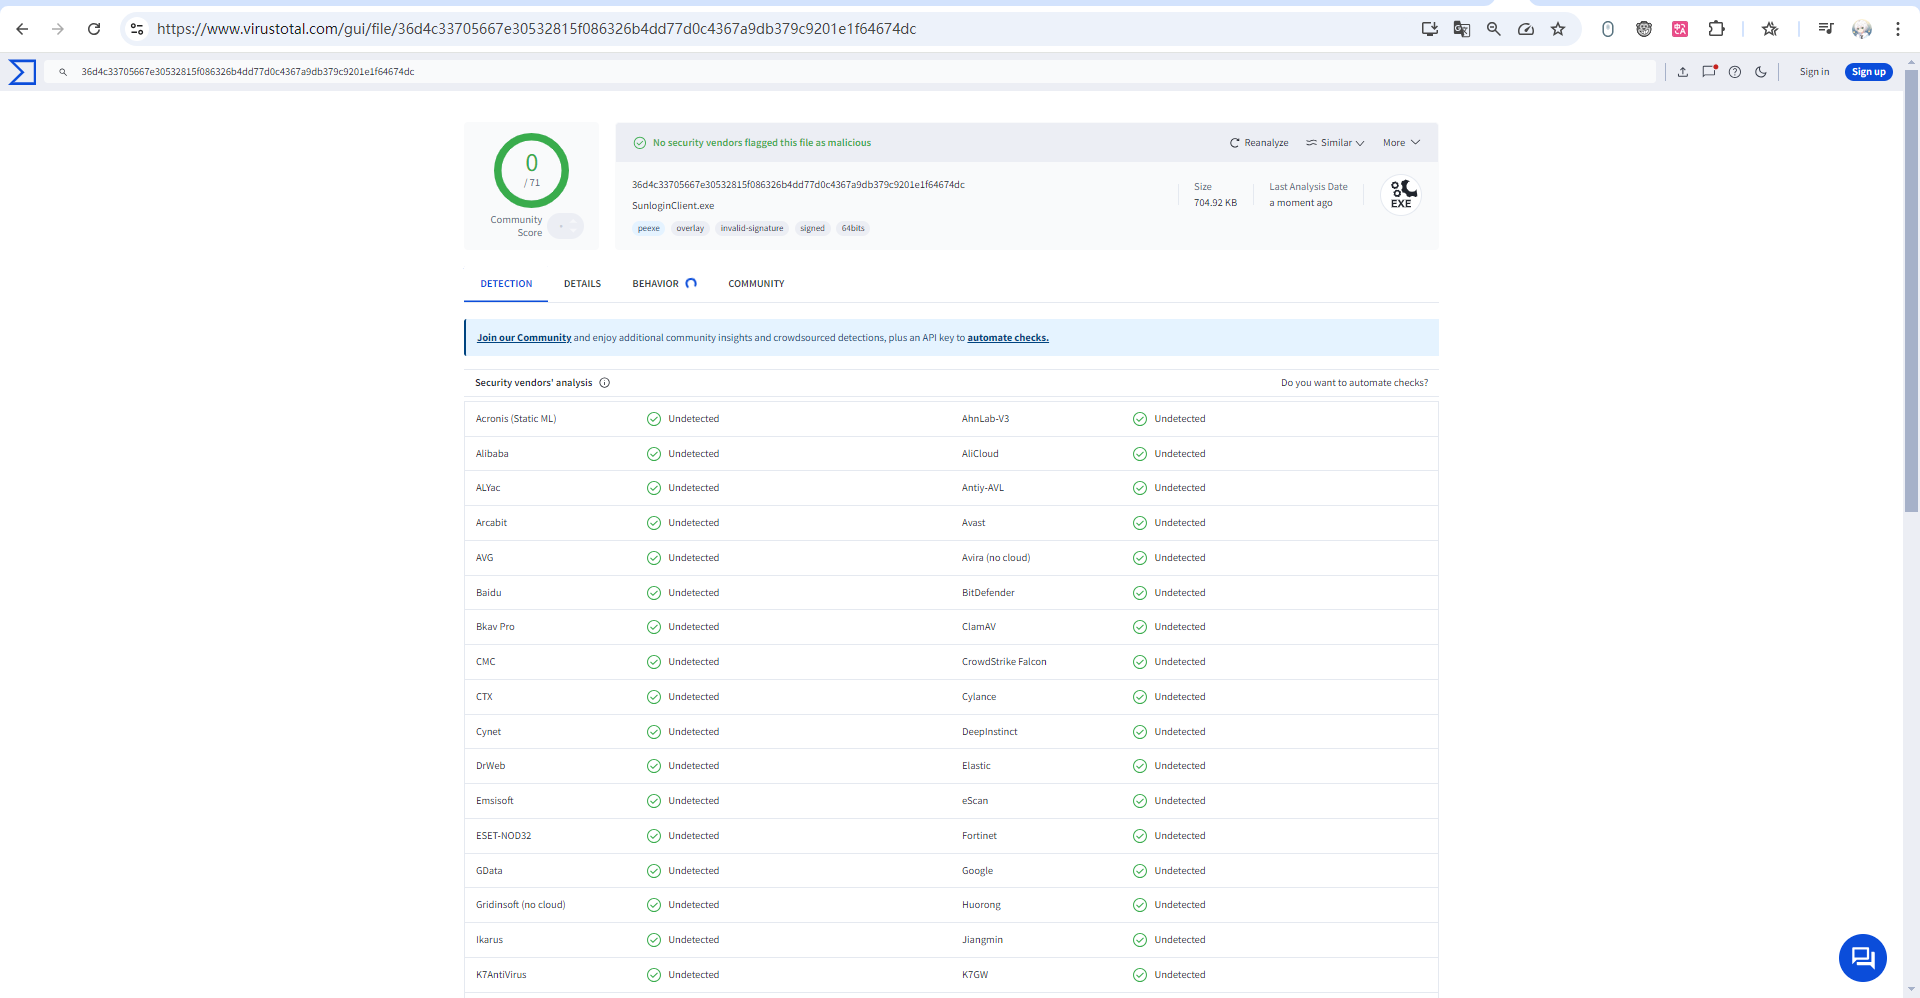 https://www.virustotal.com/gui/file/36d4c33705667e30532815f086326b4dd77d0c4367a9db379c9201e1f64674dc
36d4c33705667e30532815f086326b4dd77d0c4367a9db379c9201e1f64674dc
Sign in
Sign up
0
/ 71
Community
Score
No security vendors flagged this file as malicious
Reanalyze
Similar
More
36d4c33705667e30532815f086326b4dd77d0c4367a9db379c9201e1f64674dc
SunloginClient.exe
peexe overlay invalid-signature signed 64bits
Size
704.92 KB
Last Analysis Date
a moment ago
EXE
DETECTION DETAILS BEHAVIOR COMMUNITY
Join our Community and enjoy additional community insights and crowdsourced detections, plus an API key to automate checks.
Security vendors' analysis
Do you want to automate checks?
Acronis (Static ML) Undetected AhnLab-V3 Undetected
Alibaba Undetected AliCloud Undetected
ALYac Undetected Antiy-AVL Undetected
Arcabit Undetected Avast Undetected
AVG Undetected Avira (no cloud) Undetected
Baidu Undetected BitDefender Undetected
Bkav Pro Undetected ClamAV Undetected
CMC Undetected CrowdStrike Falcon Undetected
CTX Undetected Cylance Undetected
Cynet Undetected DeepInstinct Undetected
DrWeb Undetected Elastic Undetected
Emsisoft Undetected eScan Undetected
ESET-NOD32 Undetected Fortinet Undetected
GData Undetected Google Undetected
Gridinsoft (no cloud) Undetected Huorong Undetected
Ikarus Undetected Jiangmin Undetected
K7AntiVirus Undetected K7GW Undetected